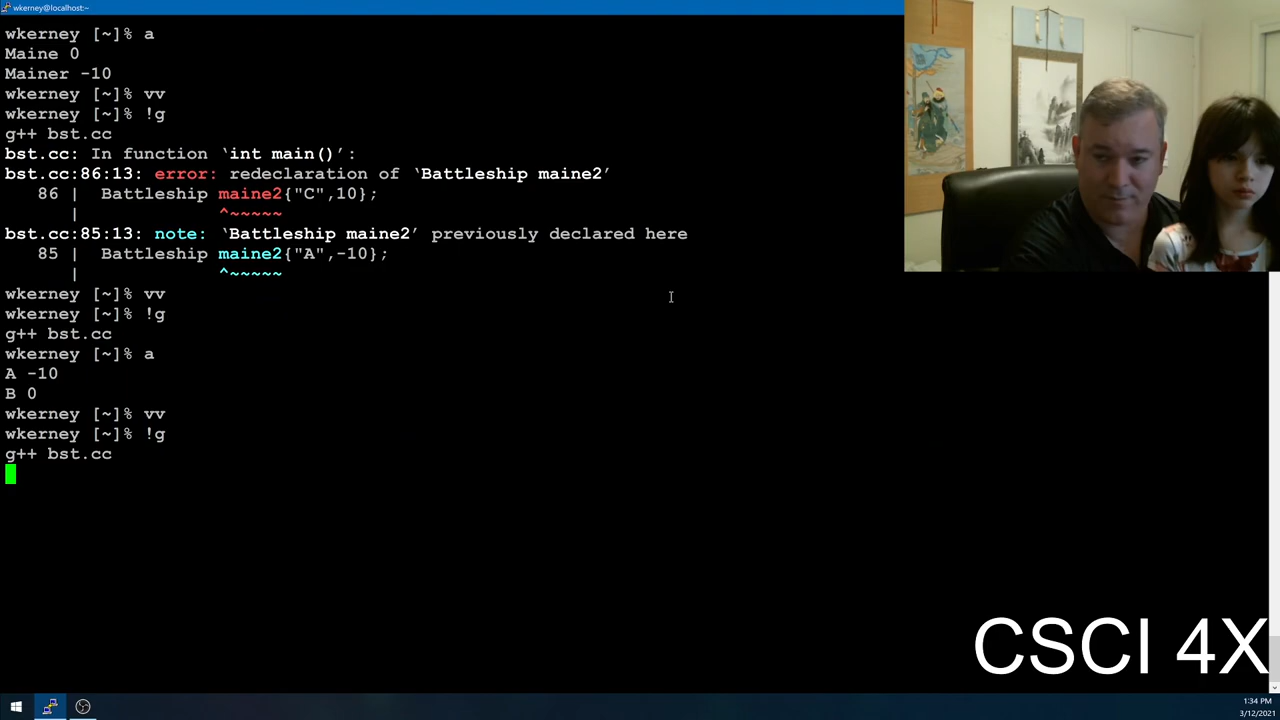 wkerney@localhost:~
wkerney [~]% a
Maine 0
Mainer -10
wkerney [~]% vv
wkerney [~]% !g
g++ bst.cc
bst.cc: In function ‘int main()’:
bst.cc:86:13: error: redeclaration of ‘Battleship maine2’
86 | Battleship maine2{"C",10};
| ^~~~~~
bst.cc:85:13: note: ‘Battleship maine2’ previously declared here
85 | Battleship maine2{"A",-10};
| ^~~~~~
wkerney [~]% vv
wkerney [~]% !g
g++ bst.cc
wkerney [~]% a
A -10
B 0
wkerney [~]% vv
wkerney [~]% !g
g++ bst.cc
CSCI 4X
1:34 PM
3/12/2021